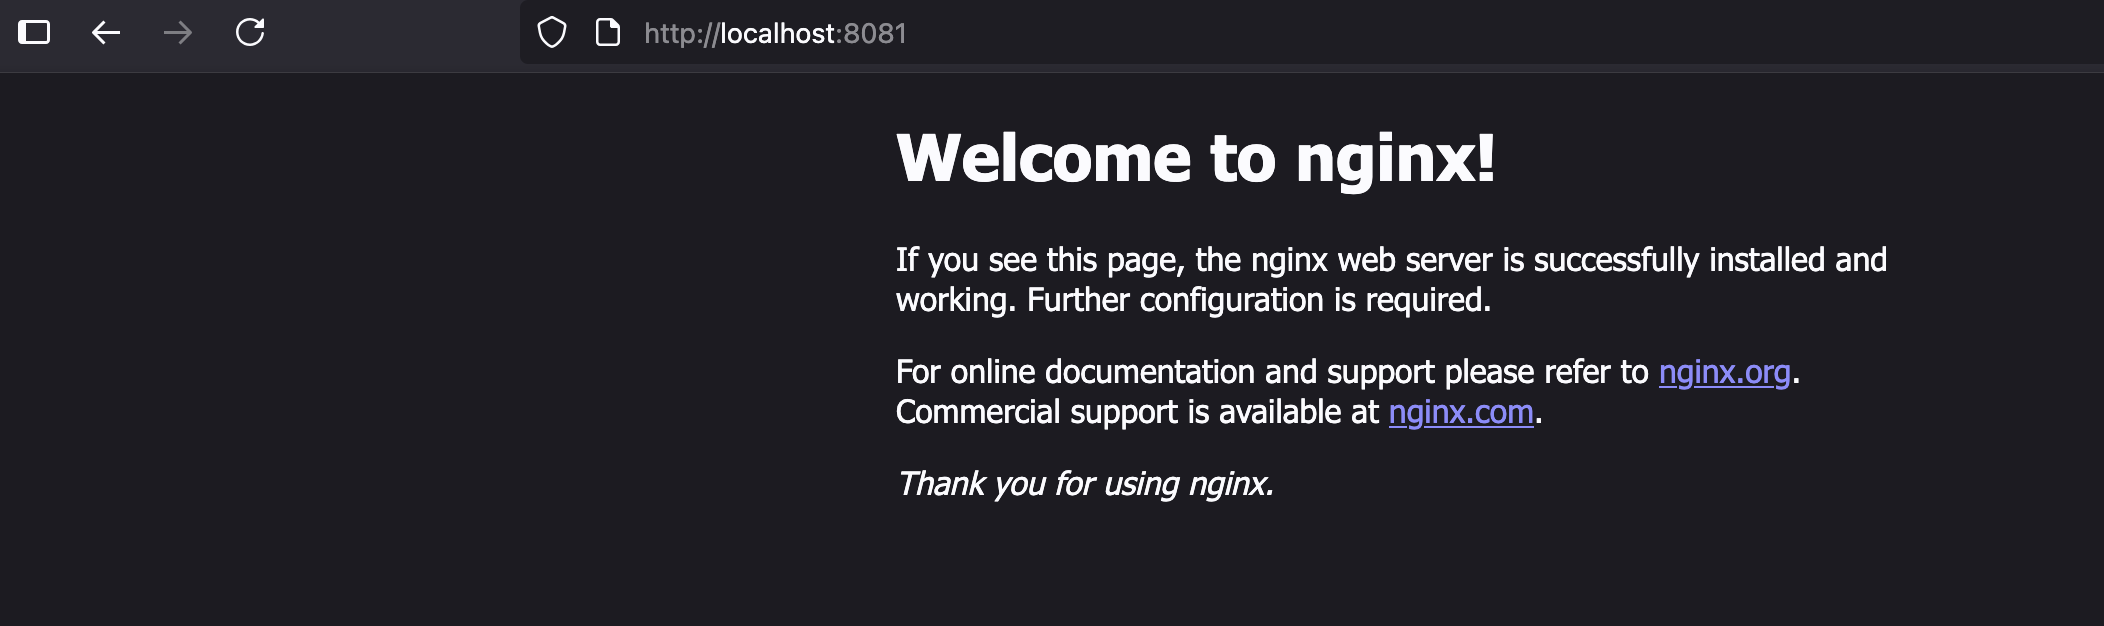 http://localhost:8081
Welcome to nginx!
If you see this page, the nginx web server is successfully installed and
working. Further configuration is required.
For online documentation and support please refer to nginx.org.
Commercial support is available at nginx.com.
Thank you for using nginx.